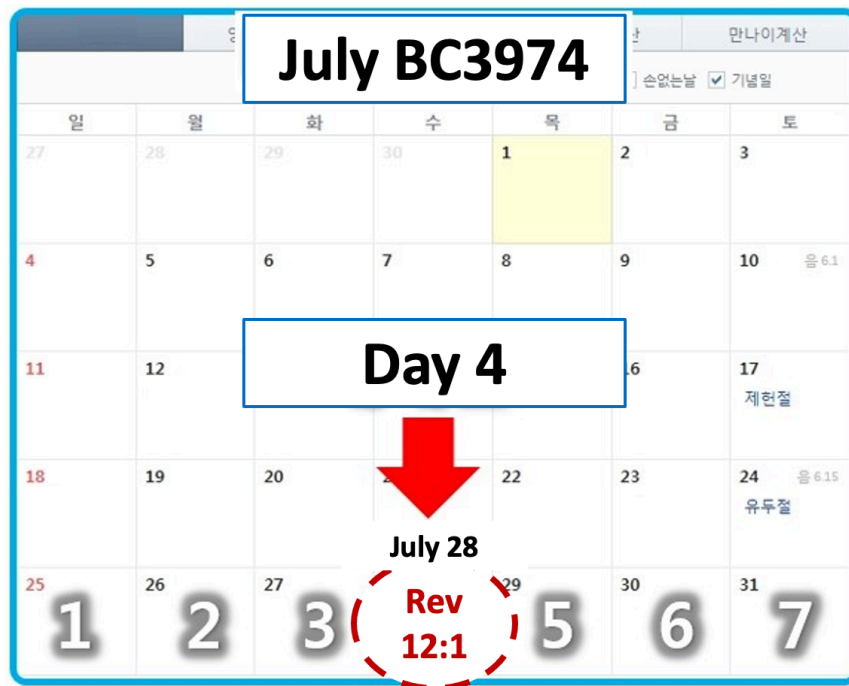 July BC3974
만나이계산
손없는날 기념일
일 월 화 수 목 금 토
27 28 29 30 1 2 3
4 5 6 7 8 9 10 음 6.1
Day 4
11 12 17
제헌절
18 19 20 22 23 24 음 6.15
유두절
July 28
25 26 27 29 30 31
Rev
12:1
1 2 3 5 6 7